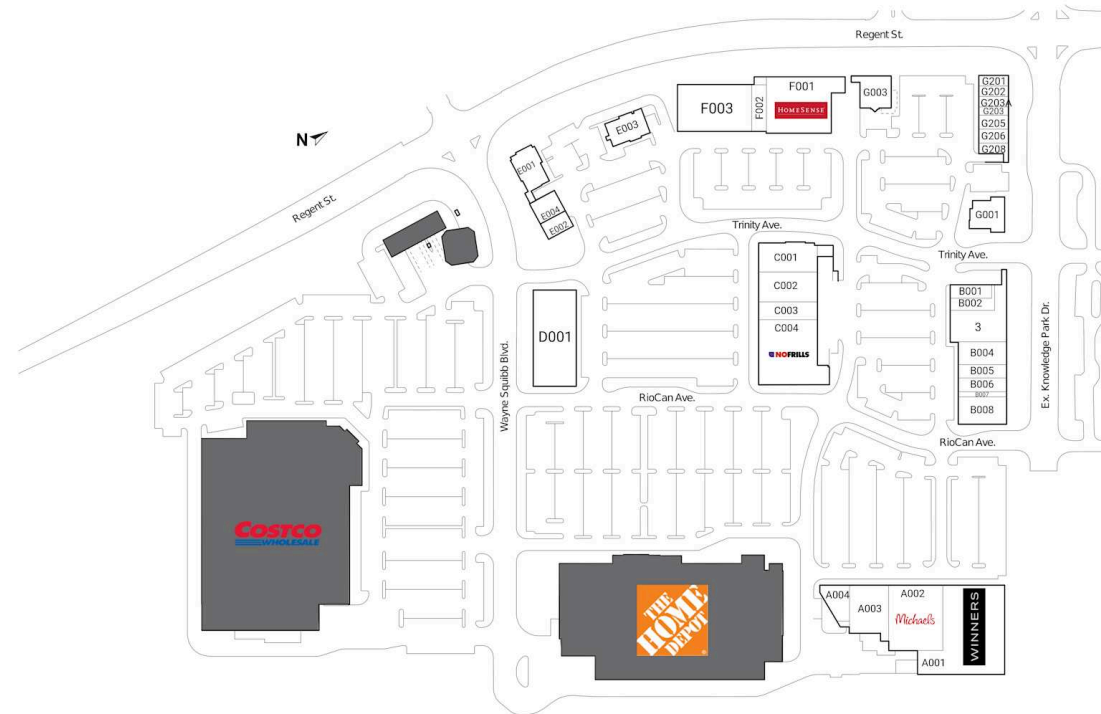 Regent St.
F001
F003
F002
HOMESENSE
G003
G201
G202
G203A
G203
G205
G206
G208
E003
N
E001
Regent St.
E004
E002
G001
Trinity Ave.
Trinity Ave.
C001
C002
C003
C004
NOFRILLS
B001
B002
3
B004
B005
B006
B007
B008
D001
Wayne Squibb Blvd.
Ex. Knowledge Park Dr.
RioCan Ave.
RioCan Ave.
COSTCO
WHOLESALE
THE
HOME
DEPOT
A004
A003
A002
Michaels
WINNERS
A001